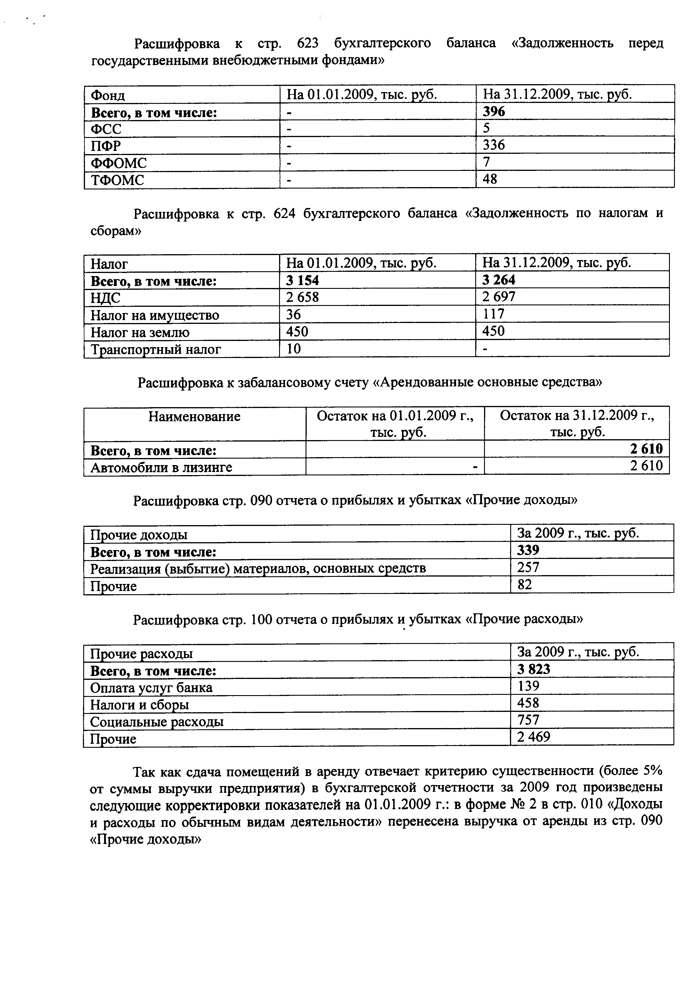 Расшифровка к стр. 623 бухгалтерского баланса «Задолженность перед
государственными внебюджетными фондами»
Фонд На 01.01.2009, тыс. руб. На 31.12.2009, тыс. руб.
Всего, в том числе: - 396
ФСС - 5
ПФР - 336
ФФОМС - 7
ТФОМС - 48
Расшифровка к стр. 624 бухгалтерского баланса «Задолженность по налогам и
сборам»
Налог На 01.01.2009, тыс. руб. На 31.12.2009, тыс. руб.
Всего, в том числе: 3 154 3 264
НДС 2 658 2 697
Налог на имущество 36 117
Налог на землю 450 450
Транспортный налог 10 -
Расшифровка к забалансовому счету «Арендованные основные средства»
Наименование Остаток на 01.01.2009 г., Остаток на 31.12.2009 г.,
тыс. руб. тыс. руб.
Всего, в том числе: 2 610
Автомобили в лизинге - 2 610
Расшифровка стр. 090 отчета о прибылях и убытках «Прочие доходы»
Прочие доходы За 2009 г., тыс. руб.
Всего, в том числе: 339
Реализация (выбытие) материалов, основных средств 257
Прочие 82
Расшифровка стр. 100 отчета о прибылях и убытках «Прочие расходы»
Прочие расходы За 2009 г., тыс. руб.
Всего, в том числе: 3 823
Оплата услуг банка 139
Налоги и сборы 458
Социальные расходы 757
Прочие 2 469
Так как сдача помещений в аренду отвечает критерию существенности (более 5%
от суммы выручки предприятия) в бухгалтерской отчетности за 2009 год произведены
следующие корректировки показателей на 01.01.2009 г.: в форме № 2 в стр. 010 «Доходы
и расходы по обычным видам деятельности» перенесена выручка от аренды из стр. 090
«Прочие доходы»